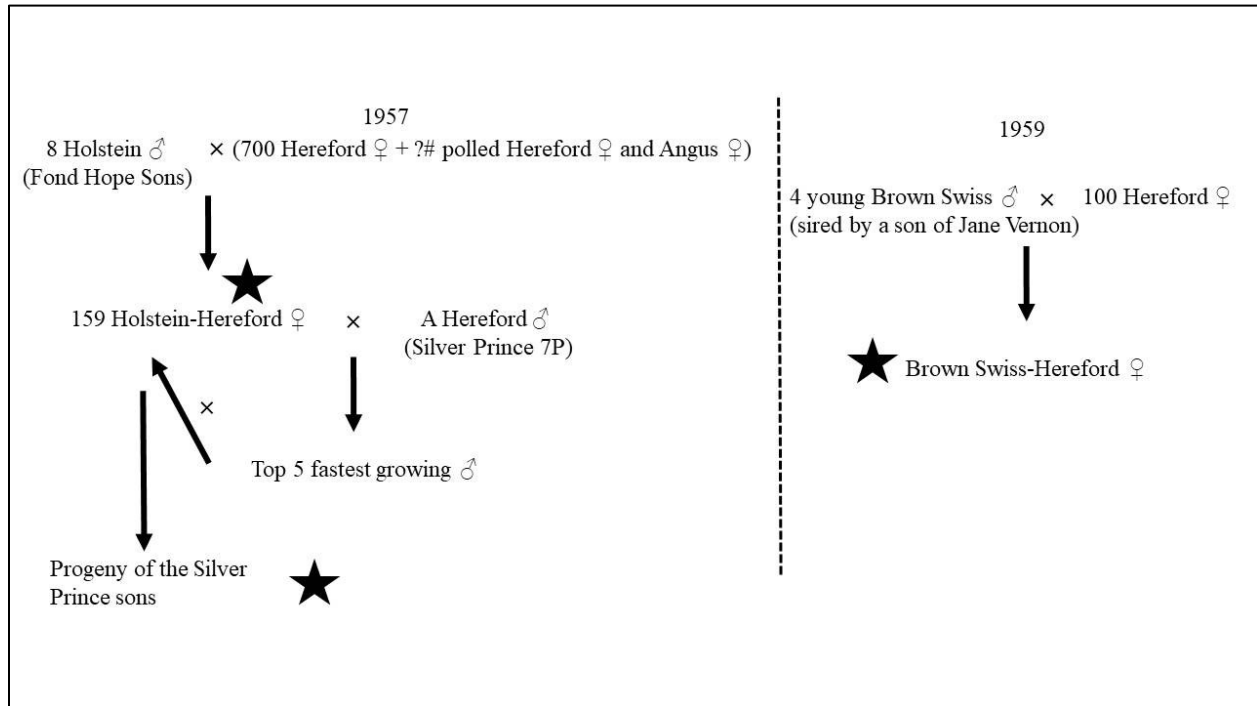 1957
8 Holstein ♂ × (700 Hereford ♀ + ?# polled Hereford ♀ and Angus ♀)
(Fond Hope Sons)
159 Holstein-Hereford ♀ × A Hereford ♂
(Silver Prince 7P)
×
Top 5 fastest growing ♂
Progeny of the Silver
Prince sons
1959
4 young Brown Swiss ♂ × 100 Hereford ♀
(sired by a son of Jane Vernon)
Brown Swiss-Hereford ♀